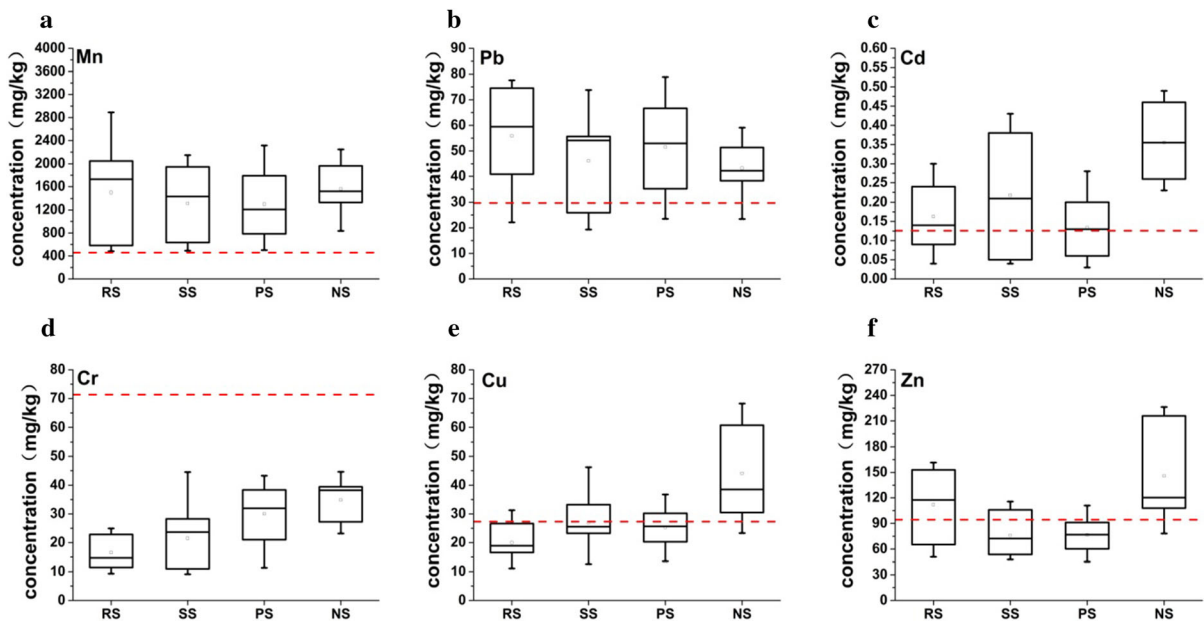 a
Mn
concentration（mg/kg）
4000
3600
3200
2800
2400
2000
1600
1200
800
400
0
RS SS PS NS
b
Pb
concentration（mg/kg）
90
80
70
60
50
40
30
20
10
0
RS SS PS NS
c
Cd
concentration（mg/kg）
0.60
0.55
0.50
0.45
0.40
0.35
0.30
0.25
0.20
0.15
0.10
0.05
0.00
RS SS PS NS
d
Cr
concentration（mg/kg）
80
70
60
50
40
30
20
10
0
RS SS PS NS
e
Cu
concentration（mg/kg）
80
70
60
50
40
30
20
10
0
RS SS PS NS
f
Zn
concentration（mg/kg）
270
240
210
180
150
120
90
60
30
0
RS SS PS NS